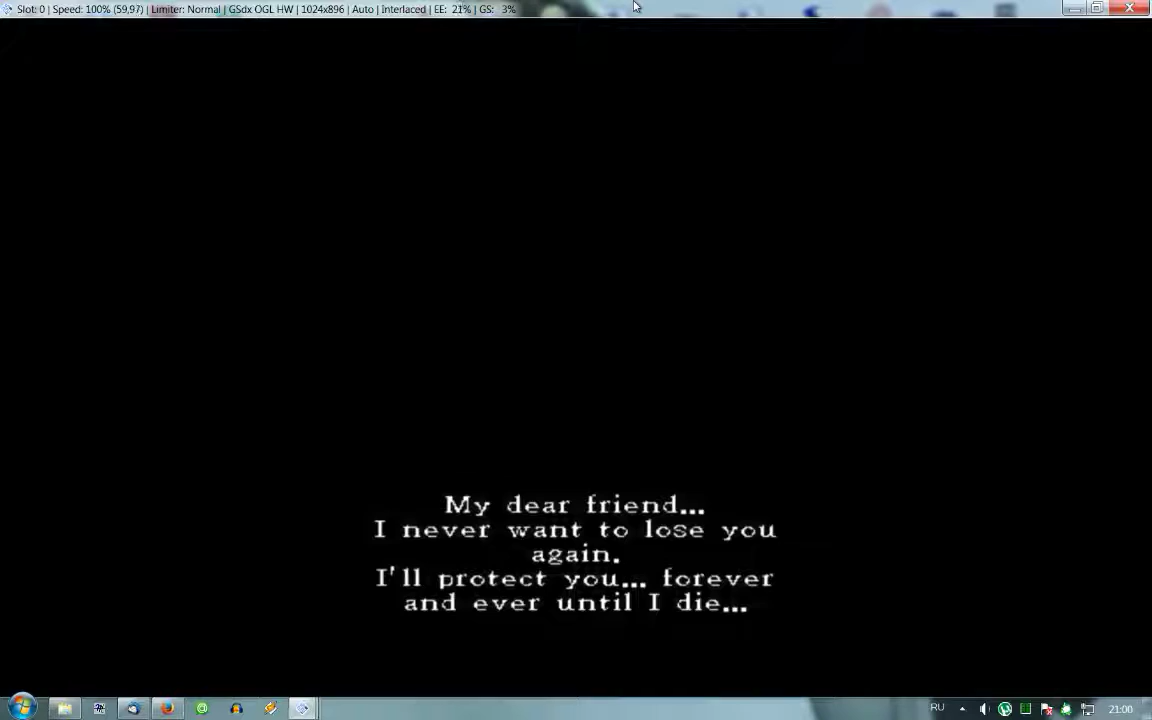 Slot: 0 | Speed: 100% (59,97) | Limiter: Normal | GSdx OGL HW | 1024x896 | Auto | Interlaced | EE: 21% | GS: 3%
My dear friend...
I never want to lose you
again.
I'll protect you... forever
and ever until I die...
RU 21:00